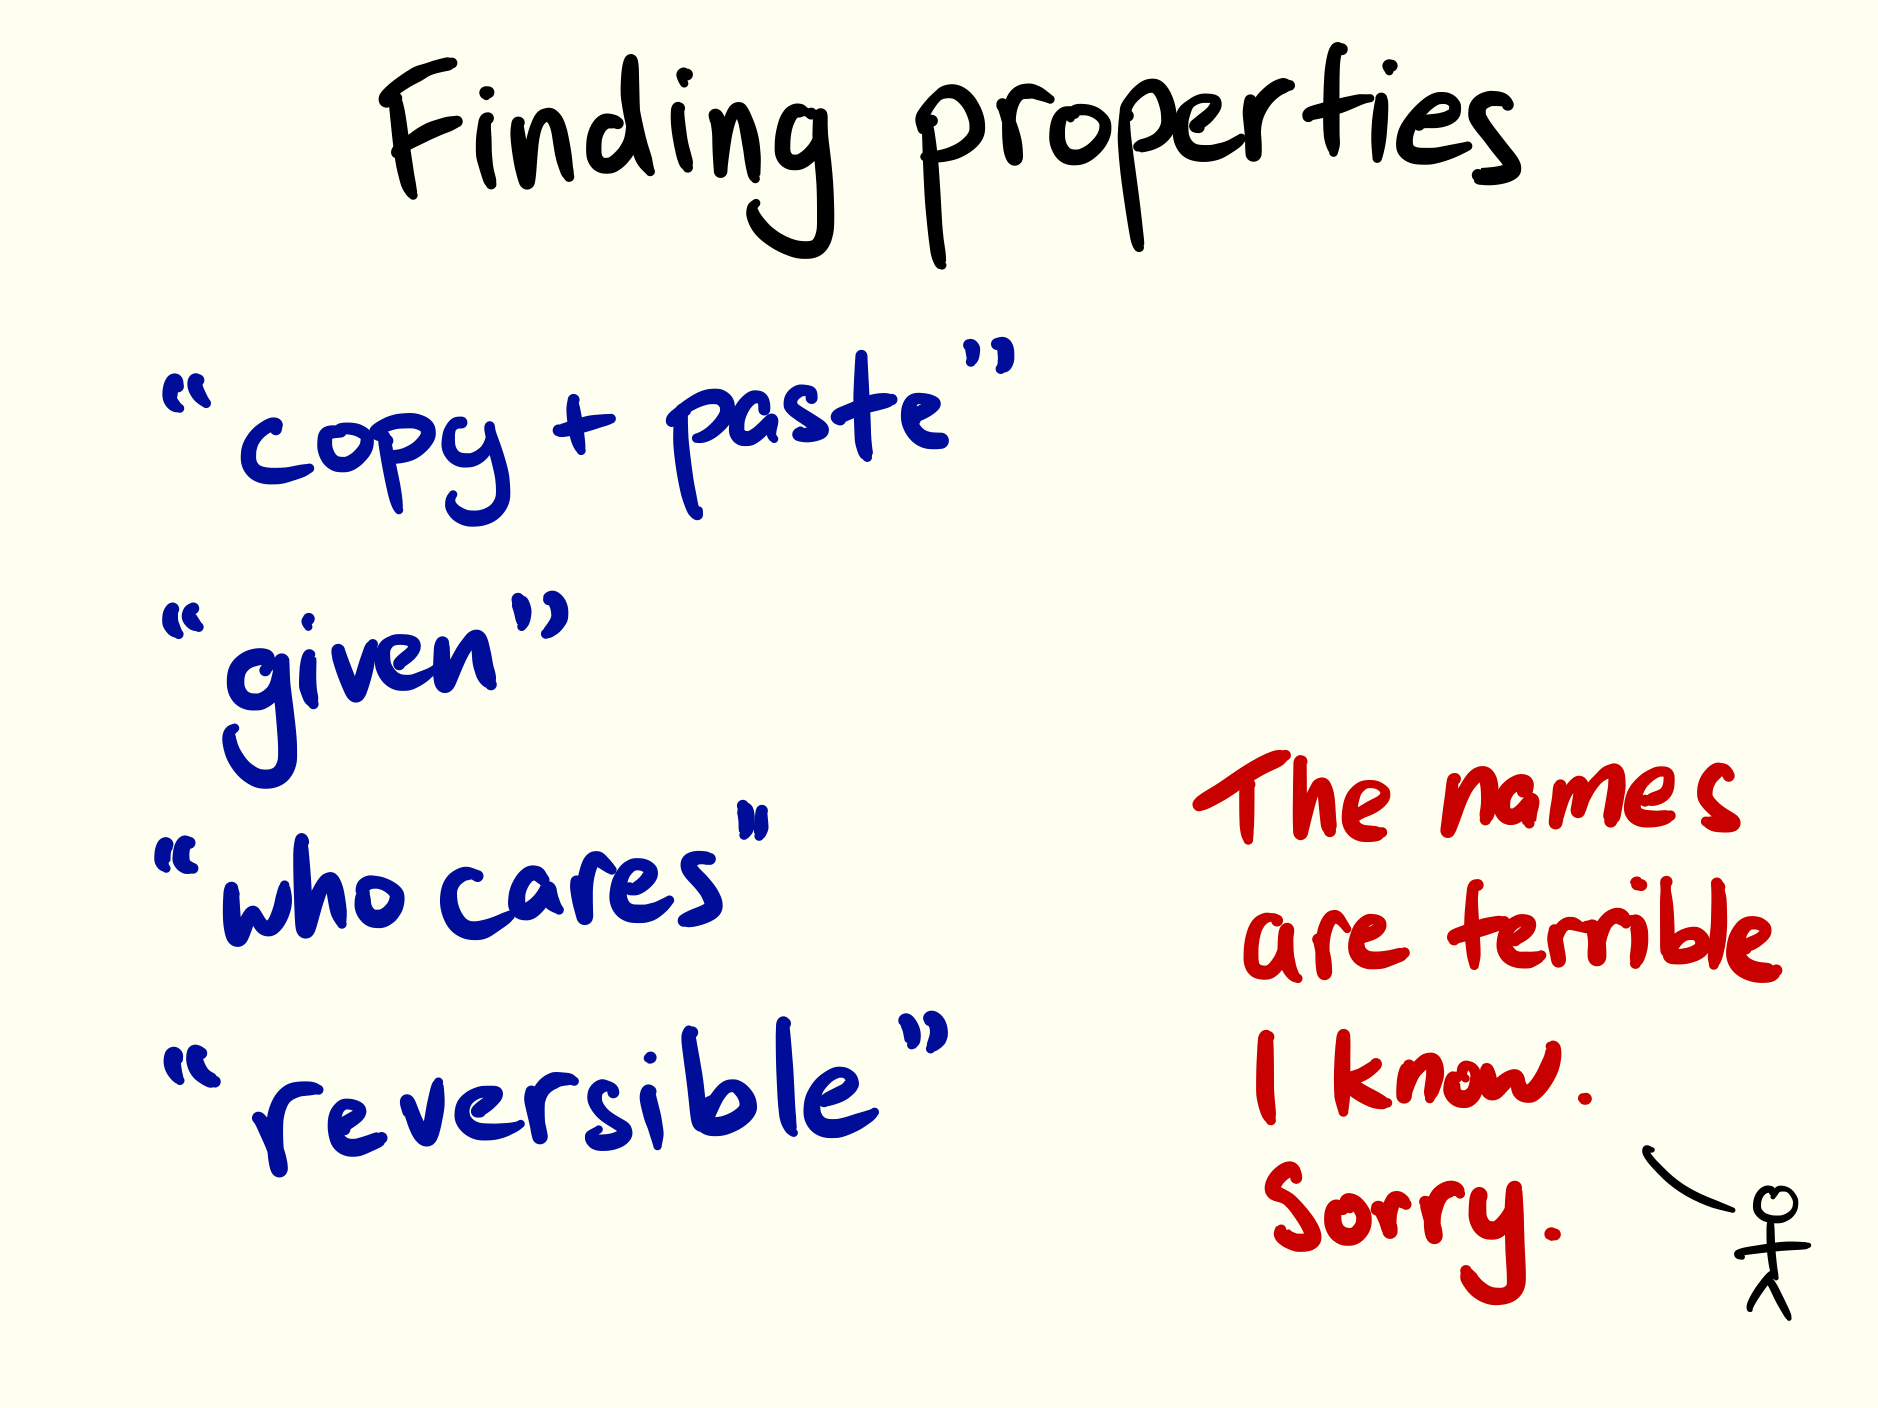 Finding properties
“copy + paste”
“given”
“who cares"
“reversible”
The names
are terrible
I know.
Sorry.